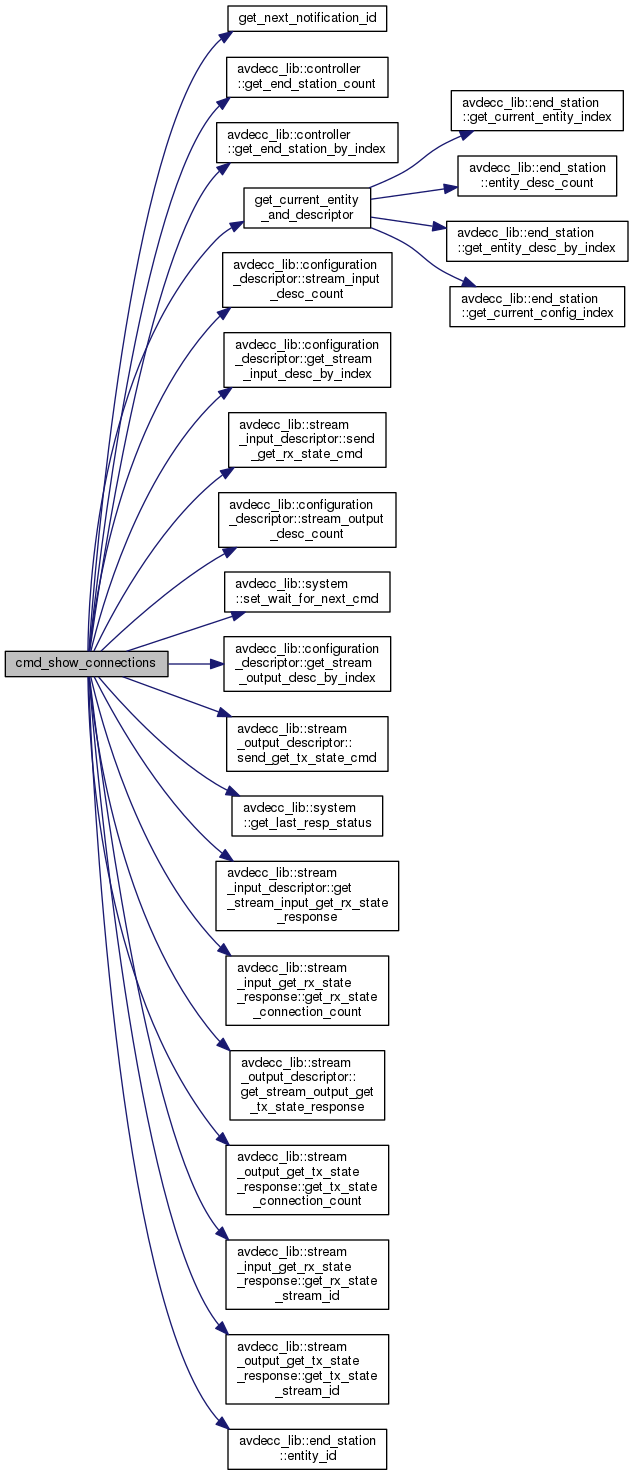 get_next_notification_id
avdecc_lib::controller
::get_end_station_count
avdecc_lib::controller
::get_end_station_by_index
get_current_entity
_and_descriptor
avdecc_lib::end_station
::get_current_entity_index
avdecc_lib::end_station
::entity_desc_count
avdecc_lib::end_station
::get_entity_desc_by_index
avdecc_lib::end_station
::get_current_config_index
avdecc_lib::configuration
_descriptor::stream_input
_desc_count
avdecc_lib::configuration
_descriptor::get_stream
_input_desc_by_index
avdecc_lib::stream
_input_descriptor::send
_get_rx_state_cmd
avdecc_lib::configuration
_descriptor::stream_output
_desc_count
avdecc_lib::system
::set_wait_for_next_cmd
cmd_show_connections
avdecc_lib::configuration
_descriptor::get_stream
_output_desc_by_index
avdecc_lib::stream
_output_descriptor::
send_get_tx_state_cmd
avdecc_lib::system
::get_last_resp_status
avdecc_lib::stream
_input_descriptor::get
_stream_input_get_rx_state
_response
avdecc_lib::stream
_input_get_rx_state
_response::get_rx_state
_connection_count
avdecc_lib::stream
_output_descriptor::
get_stream_output_get
_tx_state_response
avdecc_lib::stream
_output_get_tx_state
_response::get_tx_state
_connection_count
avdecc_lib::stream
_input_get_rx_state
_response::get_rx_state
_stream_id
avdecc_lib::stream
_output_get_tx_state
_response::get_tx_state
_stream_id
avdecc_lib::end_station
::entity_id